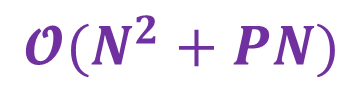 𝓞(N² + PN)